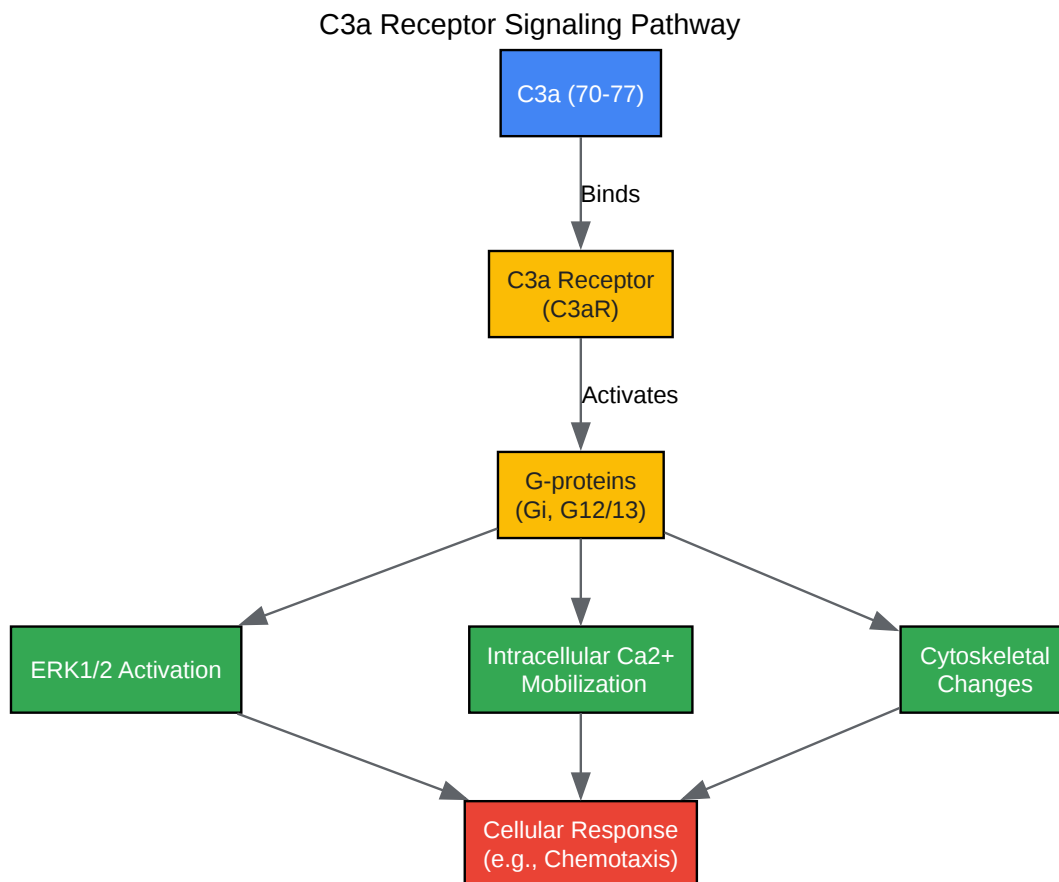 C3a Receptor Signaling Pathway
C3a (70-77)
Binds
C3a Receptor
(C3aR)
Activates
G-proteins
(Gi, G12/13)
ERK1/2 Activation
Intracellular Ca2+
Mobilization
Cytoskeletal
Changes
Cellular Response
(e.g., Chemotaxis)